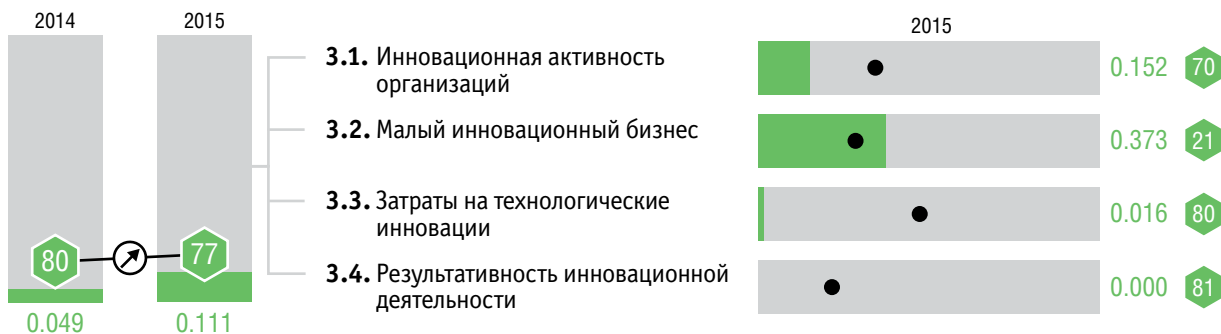 2014
2015
80
77
0.049
0.111
3.1. Инновационная активность
организаций
3.2. Малый инновационный бизнес
3.3. Затраты на технологические
инновации
3.4. Результативность инновационной
деятельности
2015
0.152 70
0.373 21
0.016 80
0.000 81